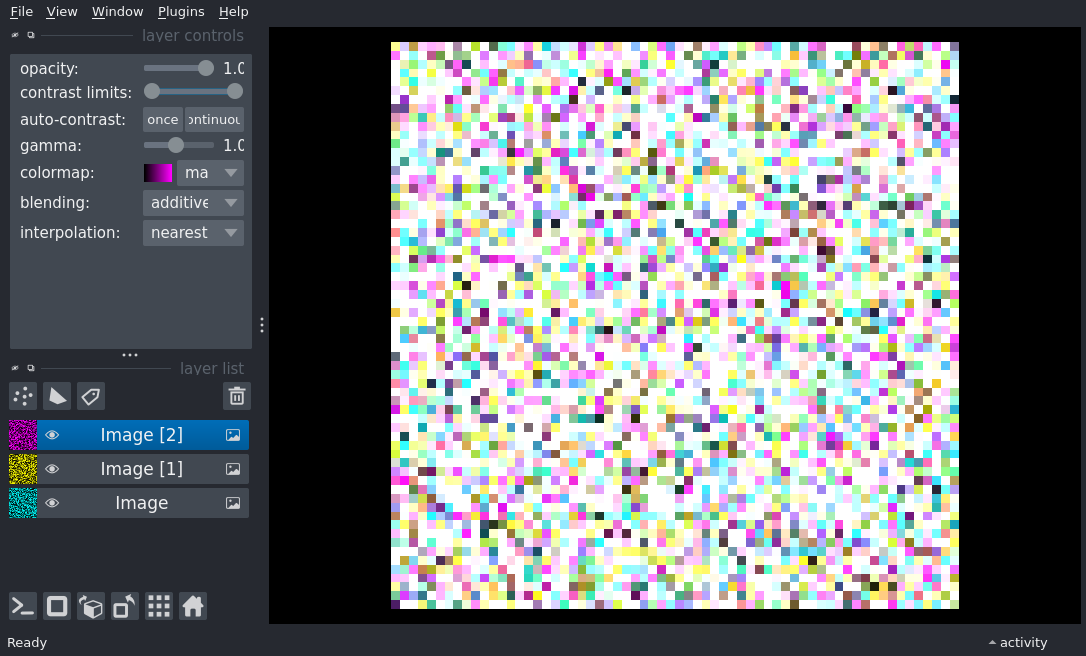 File View Window Plugins Help
layer controls
opacity: 1.0
contrast limits:
auto-contrast: once ontinuou
gamma: 1.0
colormap: ma
blending: additive
interpolation: nearest
layer list
Image [2]
Image [1]
Image
Ready
activity